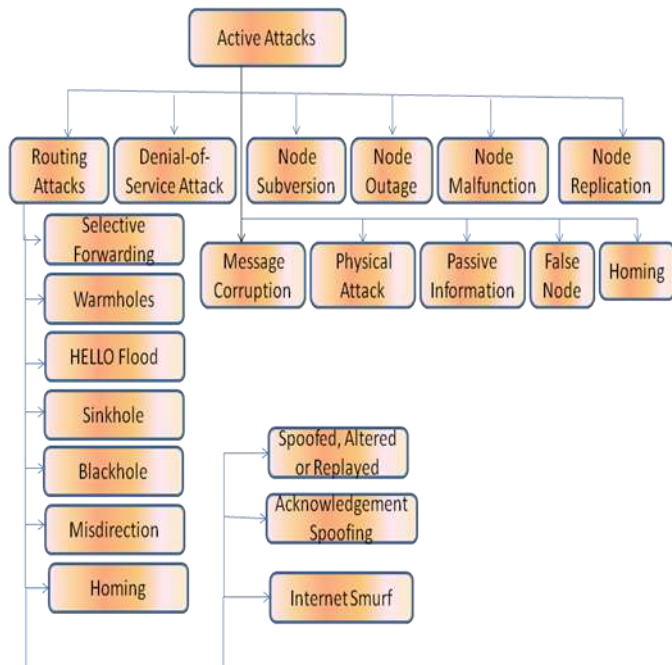 Active Attacks
Routing
Attacks
Denial-of-
Service Attack
Node
Subversion
Node
Outage
Node
Malfunction
Node
Replication
Message
Corruption
Physical
Attack
Passive
Information
False
Node
Homing
Selective
Forwarding
Warmholes
HELLO Flood
Sinkhole
Blackhole
Misdirection
Homing
Spoofed, Altered
or Replayed
Acknowledgement
Spoofing
Internet Smurf